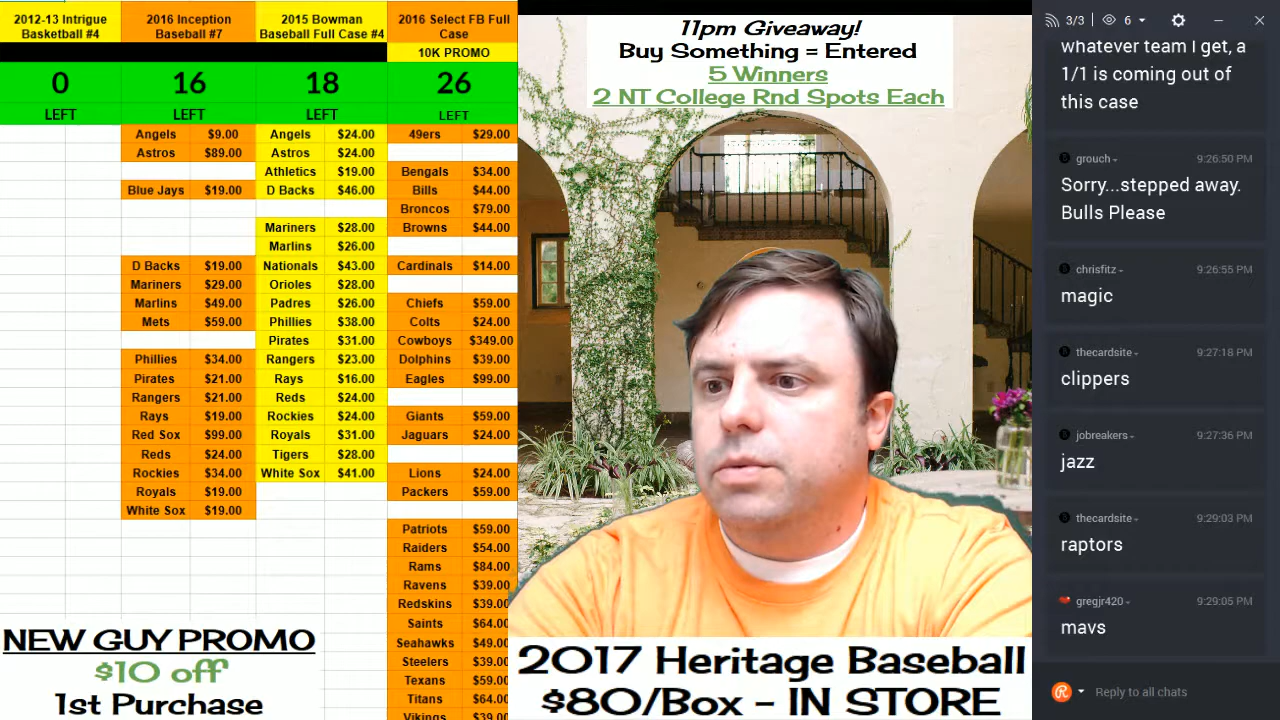 2012-13 Intrigue
Basketball #4
0
LEFT
2016 Inception
Baseball #7
16
LEFT
Angels $9.00
Astros $89.00
Blue Jays $19.00
D Backs $19.00
Mariners $29.00
Marlins $49.00
Mets $59.00
Phillies $34.00
Pirates $21.00
Rangers $21.00
Rays $19.00
Red Sox $99.00
Reds $24.00
Rockies $34.00
Royals $19.00
White Sox $19.00
2015 Bowman
Baseball Full Case #4
18
LEFT
Angels $24.00
Astros $24.00
Athletics $19.00
D Backs $46.00
Mariners $28.00
Marlins $26.00
Nationals $43.00
Orioles $28.00
Padres $26.00
Phillies $38.00
Pirates $31.00
Rangers $23.00
Rays $16.00
Reds $24.00
Rockies $24.00
Royals $31.00
Tigers $28.00
White Sox $41.00
2016 Select FB Full
Case
10K PROMO
26
LEFT
49ers $29.00
Bengals $34.00
Bills $44.00
Broncos $79.00
Browns $44.00
Cardinals $14.00
Chiefs $59.00
Colts $24.00
Cowboys $349.00
Dolphins $39.00
Eagles $99.00
Giants $59.00
Jaguars $24.00
Lions $24.00
Packers $59.00
Patriots $59.00
Raiders $54.00
Rams $84.00
Ravens $39.00
Redskins $39.00
Saints $64.00
Seahawks $49.00
Steelers $39.00
Texans $59.00
Titans $64.00
Vikings $39.00
NEW GUY PROMO
$10 off
1st Purchase
11pm Giveaway!
Buy Something = Entered
5 Winners
2 NT College Rnd Spots Each
2017 Heritage Baseball
$80/Box - IN STORE
3/3 6
whatever team I get, a
1/1 is coming out of
this case
grouch 9:26:50 PM
Sorry...stepped away.
Bulls Please
chrisfitz 9:26:55 PM
magic
thecardsite 9:27:18 PM
clippers
jobreakers 9:27:36 PM
jazz
thecardsite 9:29:03 PM
raptors
gregjr420 9:29:05 PM
mavs
Reply to all chats